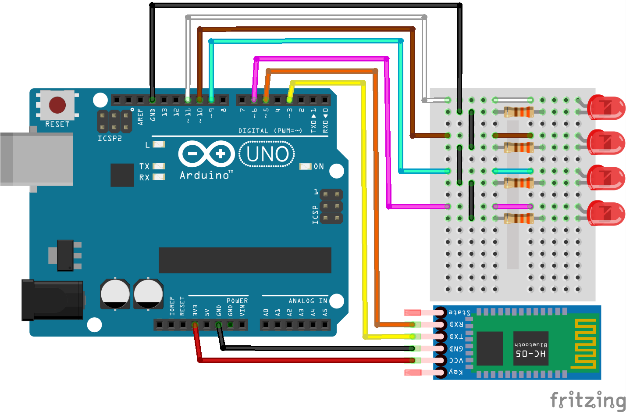 RESET
ICSP2
AREF
GND
13
12
~11
~10
~9
8
7
~6
~5
4
~3
2
TX▶1
RX◀0
DIGITAL (PWM=~)
L
TX
RX
Arduino™
UNO
ON
ICSP
1
IOREF
RESET
3V3
5V
GND
GND
VIN
POWER
ANALOG IN
A0
A1
A2
A3
A4
A5
State
RXD
TXD
GND
VCC
Key
HC-05
Bluetooth
fritzing